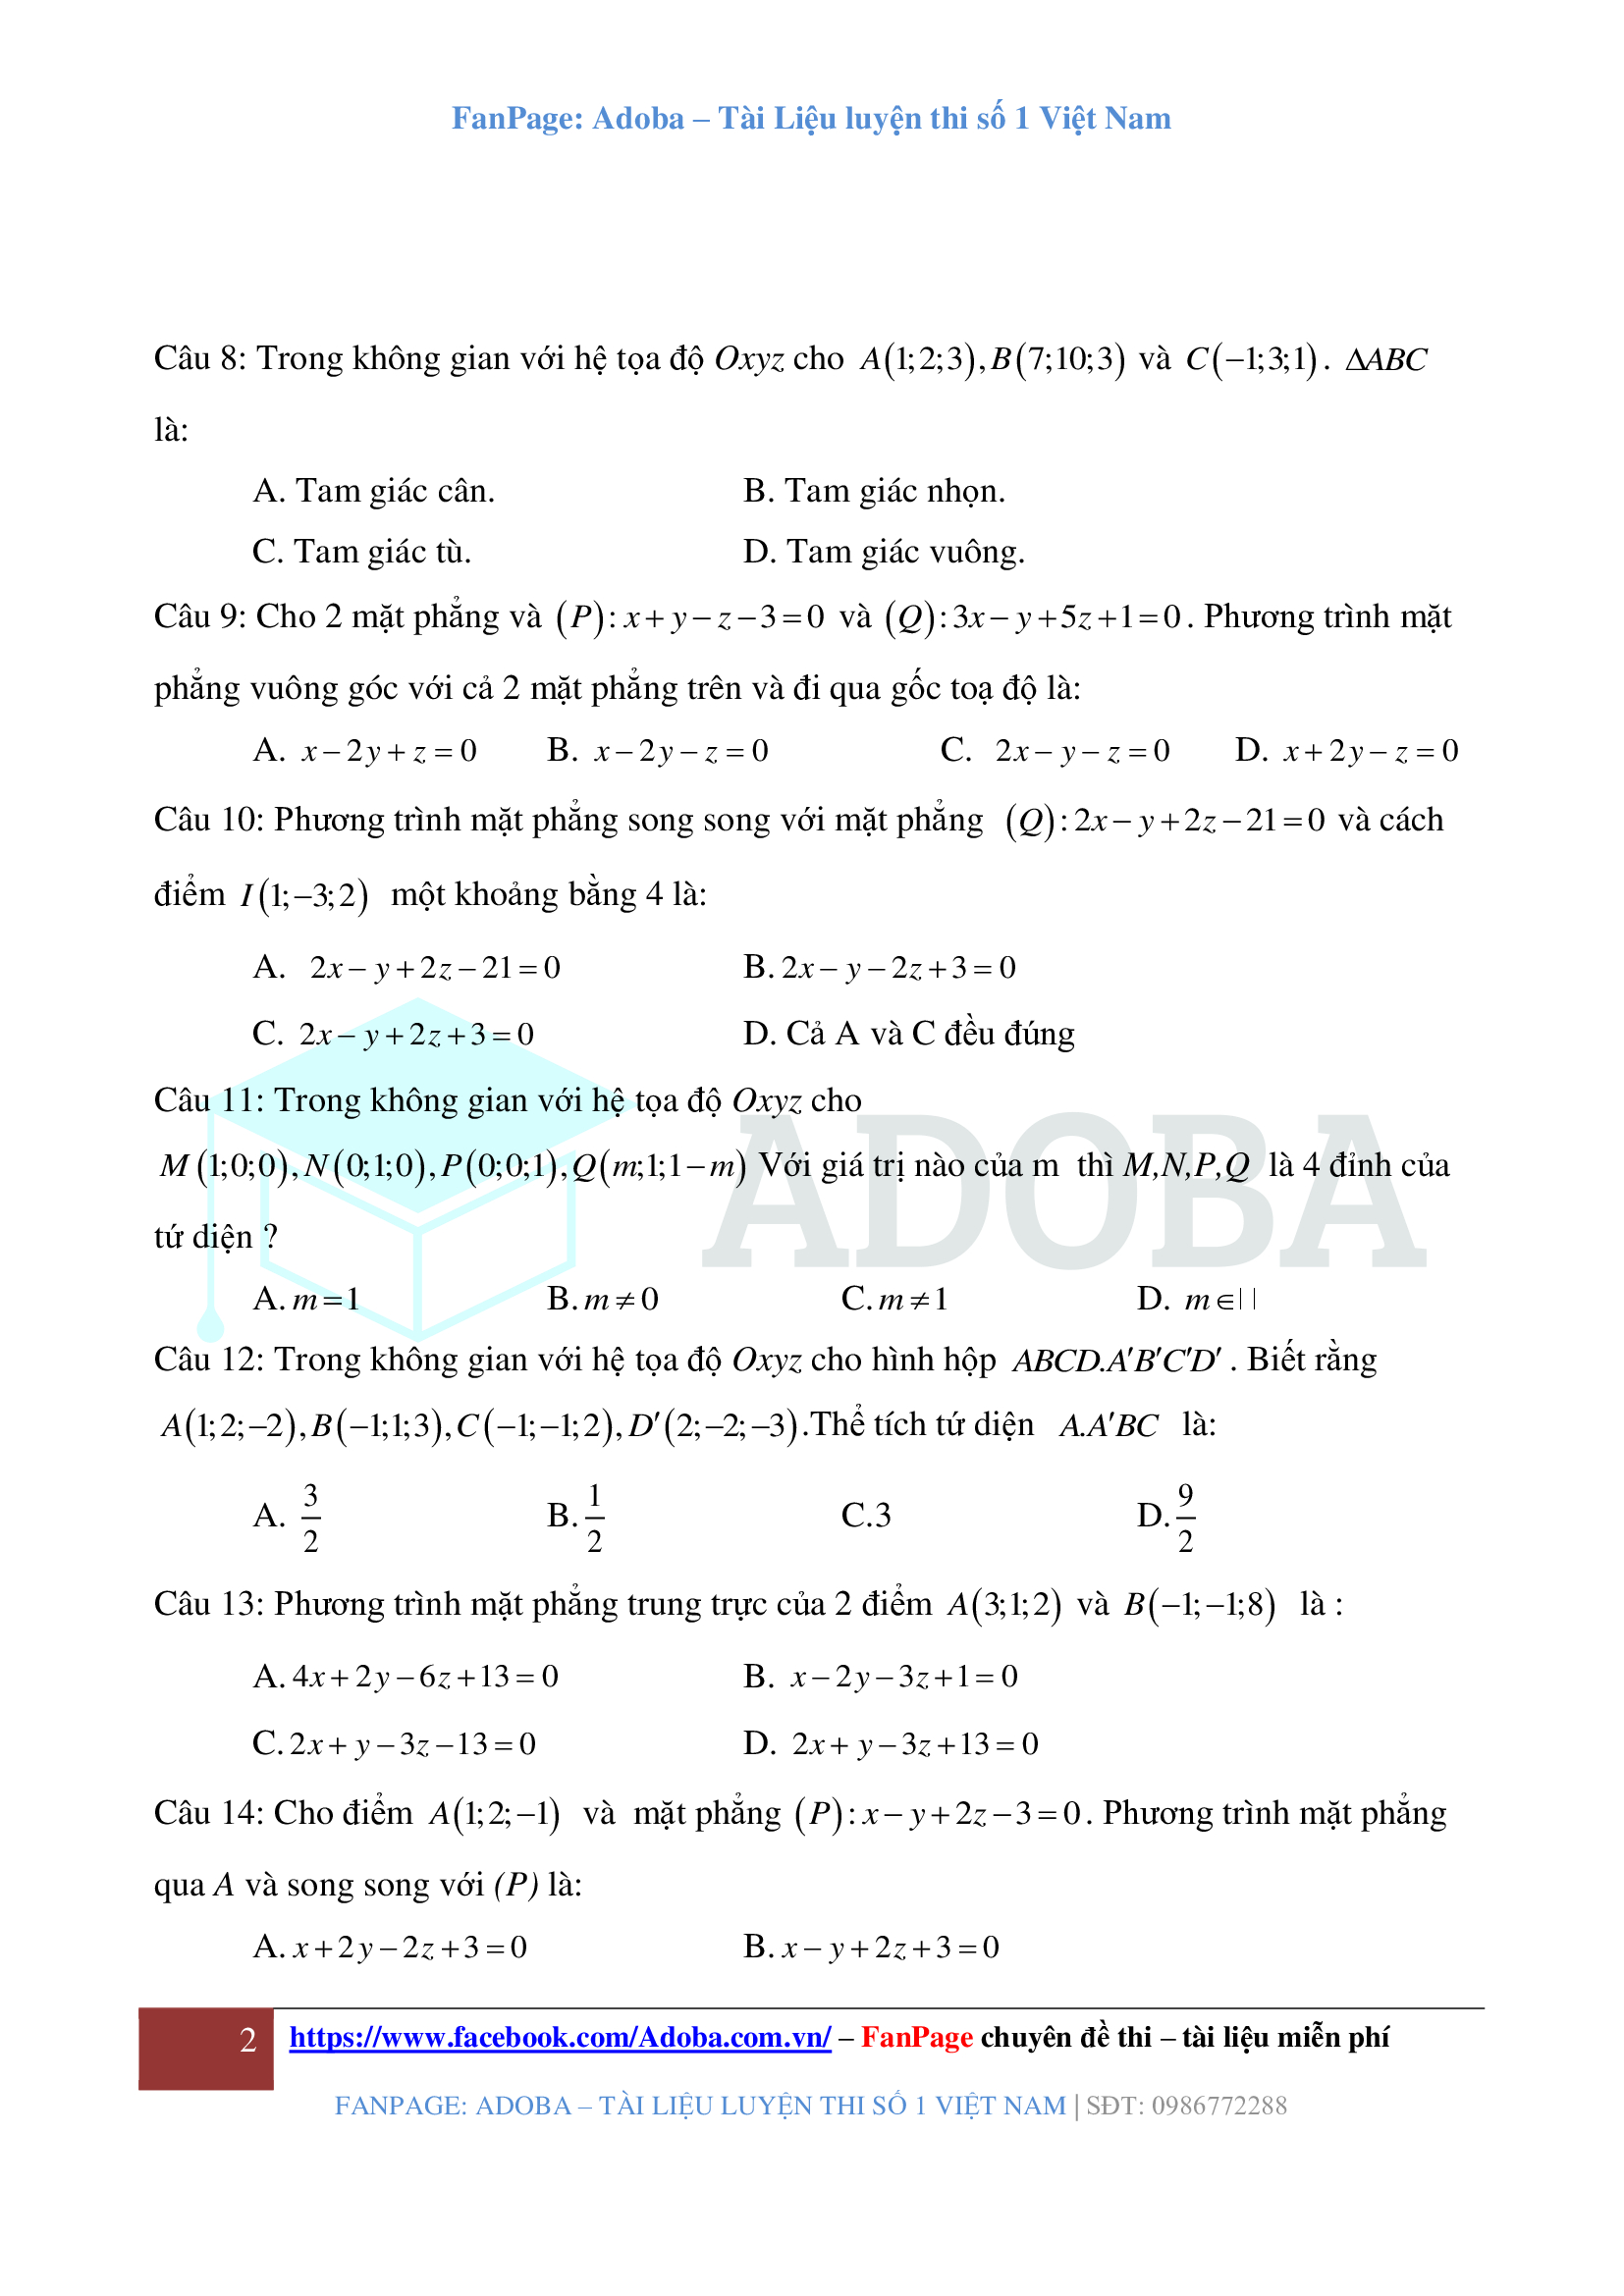 FanPage: Adoba – Tài Liệu luyện thi số 1 Việt Nam
Câu 8: Trong không gian với hệ tọa độ Oxyz cho A(1;2;3), B(7;10;3) và C(−1;3;1). ΔABC
là:
A. Tam giác cân. B. Tam giác nhọn.
C. Tam giác tù. D. Tam giác vuông.
Câu 9: Cho 2 mặt phẳng và (P): x + y − z − 3 = 0 và (Q): 3x − y + 5z + 1 = 0. Phương trình mặt
phẳng vuông góc với cả 2 mặt phẳng trên và đi qua gốc toạ độ là:
A. x − 2y + z = 0 B. x − 2y − z = 0 C. 2x − y − z = 0 D. x + 2y − z = 0
Câu 10: Phương trình mặt phẳng song song với mặt phẳng (Q): 2x − y + 2z − 21 = 0 và cách
điểm I(1;−3;2) một khoảng bằng 4 là:
A. 2x − y + 2z − 21 = 0 B. 2x − y − 2z + 3 = 0
C. 2x − y + 2z + 3 = 0 D. Cả A và C đều đúng
Câu 11: Trong không gian với hệ tọa độ Oxyz cho
M(1;0;0), N(0;1;0), P(0;0;1), Q(m;1;1−m) Với giá trị nào của m thì M,N,P,Q là 4 đỉnh của
ADOBA
tứ diện ?
A. m = 1 B. m ≠ 0 C. m ≠ 1 D. m ∈
Câu 12: Trong không gian với hệ tọa độ Oxyz cho hình hộp ABCD.A′B′C′D′. Biết rằng
A(1;2;−2), B(−1;1;3), C(−1;−1;2), D′(2;−2;−3).Thể tích tứ diện A.A′BC là:
A. 3/2 B. 1/2 C.3 D. 9/2
Câu 13: Phương trình mặt phẳng trung trực của 2 điểm A(3;1;2) và B(−1;−1;8) là :
A. 4x + 2y − 6z + 13 = 0 B. x − 2y − 3z + 1 = 0
C. 2x + y − 3z − 13 = 0 D. 2x + y − 3z + 13 = 0
Câu 14: Cho điểm A(1;2;−1) và mặt phẳng (P): x − y + 2z − 3 = 0. Phương trình mặt phẳng
qua A và song song với (P) là:
A. x + 2y − 2z + 3 = 0 B. x − y + 2z + 3 = 0
2 https://www.facebook.com/Adoba.com.vn/ – FanPage chuyên đề thi – tài liệu miễn phí
FANPAGE: ADOBA – TÀI LIỆU LUYỆN THI SỐ 1 VIỆT NAM | SĐT: 0986772288